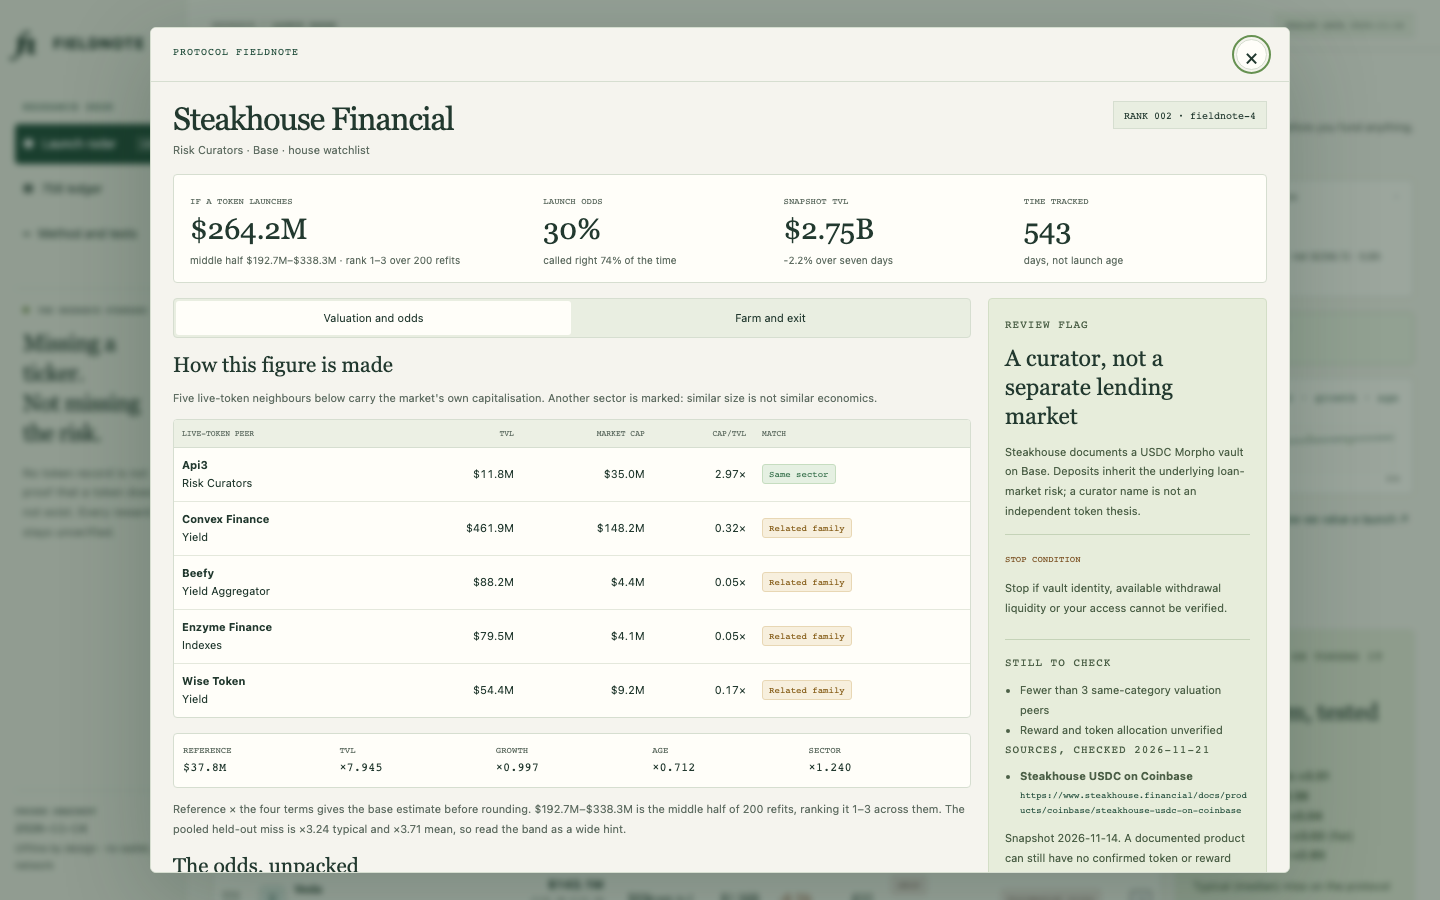 PROTOCOL FIELDNOTE
×
Steakhouse Financial
RANK 002 · fieldnote-4
Risk Curators · Base · house watchlist
IF A TOKEN LAUNCHES
$264.2M
middle half $192.7M–$338.3M · rank 1–3 over 200 refits
LAUNCH ODDS
30%
called right 74% of the time
SNAPSHOT TVL
$2.75B
-2.2% over seven days
TIME TRACKED
543
days, not launch age
Valuation and odds
Farm and exit
How this figure is made
Five live-token neighbours below carry the market's own capitalisation. Another sector is marked: similar size is not similar economics.
LIVE-TOKEN PEER TVL MARKET CAP CAP/TVL MATCH
Api3
Risk Curators
$11.8M $35.0M 2.97× Same sector
Convex Finance
Yield
$461.9M $148.2M 0.32× Related family
Beefy
Yield Aggregator
$88.2M $4.4M 0.05× Related family
Enzyme Finance
Indexes
$79.5M $4.1M 0.05× Related family
Wise Token
Yield
$54.4M $9.2M 0.17× Related family
REFERENCE TVL GROWTH AGE SECTOR
$37.8M ×7.945 ×0.997 ×0.712 ×1.240
Reference × the four terms gives the base estimate before rounding. $192.7M–$338.3M is the middle half of 200 refits, ranking it 1–3 across them. The
pooled held-out miss is ×3.24 typical and ×3.71 mean, so read the band as a wide hint.
The odds, unpacked
REVIEW FLAG
A curator, not a
separate lending
market
Steakhouse documents a USDC Morpho vault
on Base. Deposits inherit the underlying loan-
market risk; a curator name is not an
independent token thesis.
STOP CONDITION
Stop if vault identity, available withdrawal
liquidity or your access cannot be verified.
STILL TO CHECK
• Fewer than 3 same-category valuation
peers
• Reward and token allocation unverified
SOURCES, CHECKED 2026-11-21
• Steakhouse USDC on Coinbase
https://www.steakhouse.financial/docs/prod
ucts/coinbase/steakhouse-usdc-on-coinbase
Snapshot 2026-11-14. A documented product
can still have no confirmed token or reward
FIELDNOTE
Launch radar
Method and tests
Missing a
ticker.
Not missing
the risk.